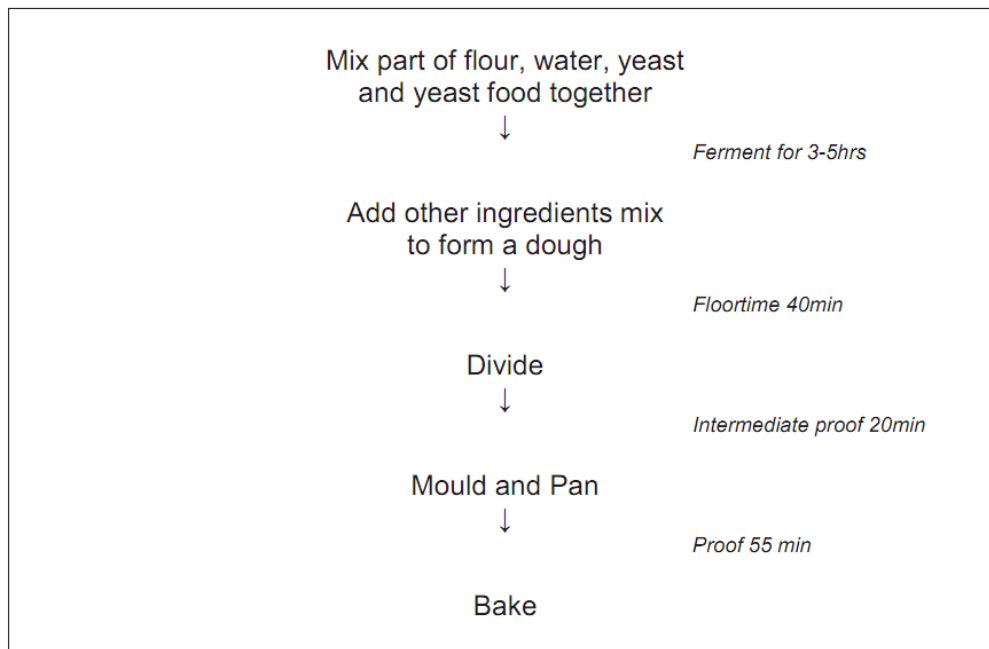 Mix part of flour, water, yeast
and yeast food together
↓
Ferment for 3-5hrs
Add other ingredients mix
to form a dough
↓
Floortime 40min
Divide
↓
Intermediate proof 20min
Mould and Pan
↓
Proof 55 min
Bake